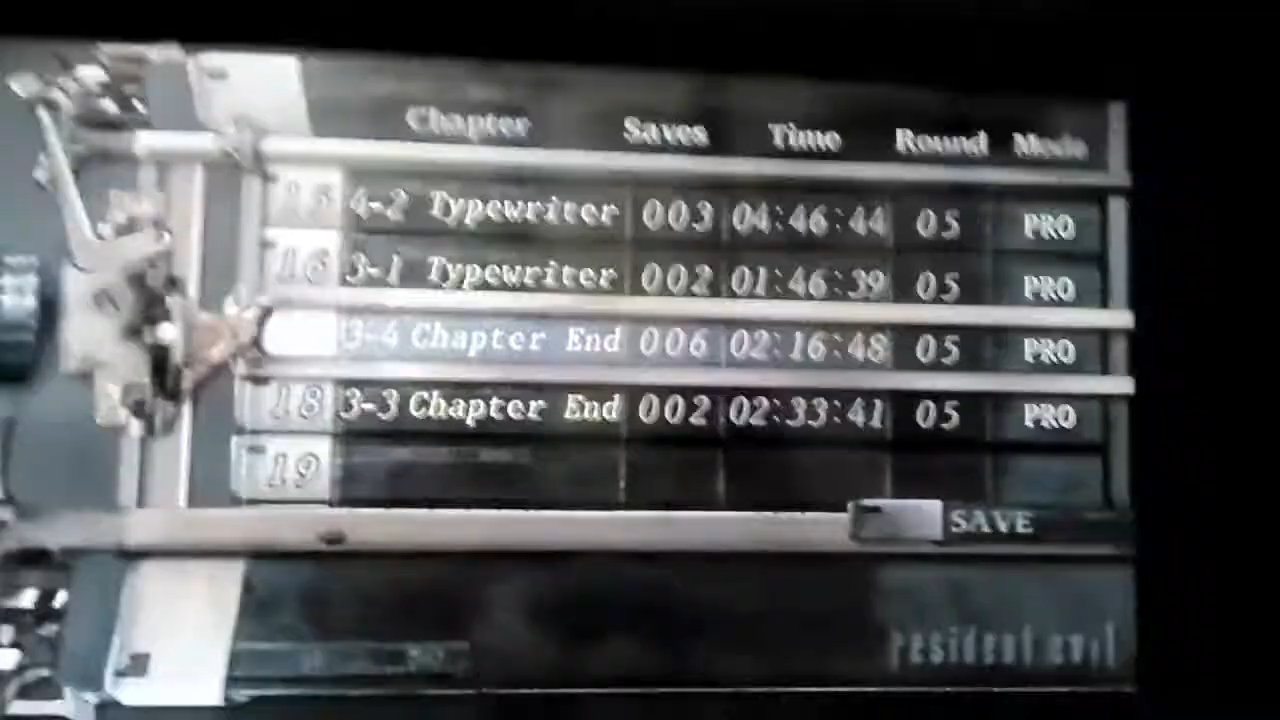 Chapter Saves Time Round Mode
15 4-2 Typewriter 003 04:46:44 05 PRO
16 3-1 Typewriter 002 01:46:39 05 PRO
3-4 Chapter End 006 02:16:48 05 PRO
18 3-3 Chapter End 002 02:33:41 05 PRO
19
SAVE
resident evil